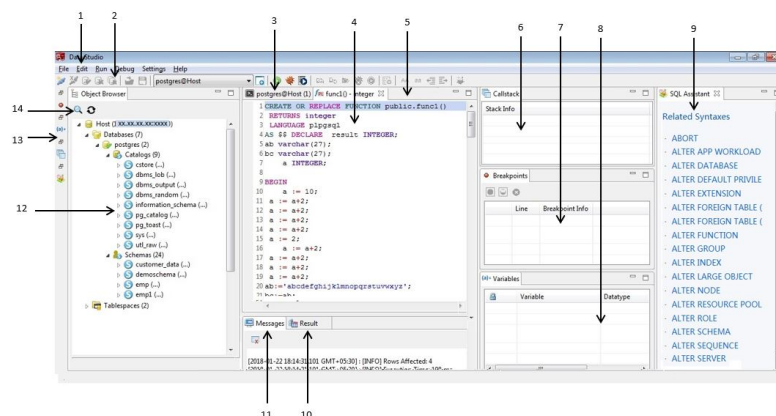 1
2
3
4
5
6
7
8
9
Data Studio
File Edit Run Debug Settings Help
postgres@Host
Object Browser
14
13
12
Host (1 xx.xx.xx.xx:xxxx)
Databases (7)
postgres (2)
Catalogs (9)
cstore (...)
dbms_lob (...)
dbms_output (...)
dbms_random (...)
information_schema (...)
pg_catalog (...)
pg_toast (...)
sys (...)
utl_raw (...)
Schemas (24)
customer_data (...)
demoschema (...)
emp (...)
emp1 (...)
Tablespaces (2)
postgres@Host (1) func1() - integer
1 CREATE OR REPLACE FUNCTION public.func1()
2 RETURNS integer
3 LANGUAGE plpgsql
4 AS $$ DECLARE result INTEGER;
5 ab varchar(27);
6 bc varchar(27);
7 a INTEGER;
8
9 BEGIN
10 a := 10;
11 a := a+2;
12 a := a+2;
13 a := a+2;
14 a := a+2;
15 a := 2;
16 a := a+2;
17 a := a+2;
18 a := a+2;
19 a := a+2;
20 ab:='abcdefghijklmnopqrstuvwxyz';
21 bc:=ab;
Messages Result
[2018-01-22 18:14:31.101 GMT+05:30] : [INFO] Rows Affected: 4
11
10
Callstack
Stack Info
Breakpoints
Line Breakpoint Info
Variables
Variable Datatype
SQL Assistant
Related Syntaxes
- ABORT
- ALTER APP WORKLOAD
- ALTER DATABASE
- ALTER DEFAULT PRIVILE
- ALTER EXTENSION
- ALTER FOREIGN TABLE (
- ALTER FOREIGN TABLE (
- ALTER FUNCTION
- ALTER GROUP
- ALTER INDEX
- ALTER LARGE OBJECT
- ALTER NODE
- ALTER RESOURCE POOL
- ALTER ROLE
- ALTER SCHEMA
- ALTER SEQUENCE
- ALTER SERVER